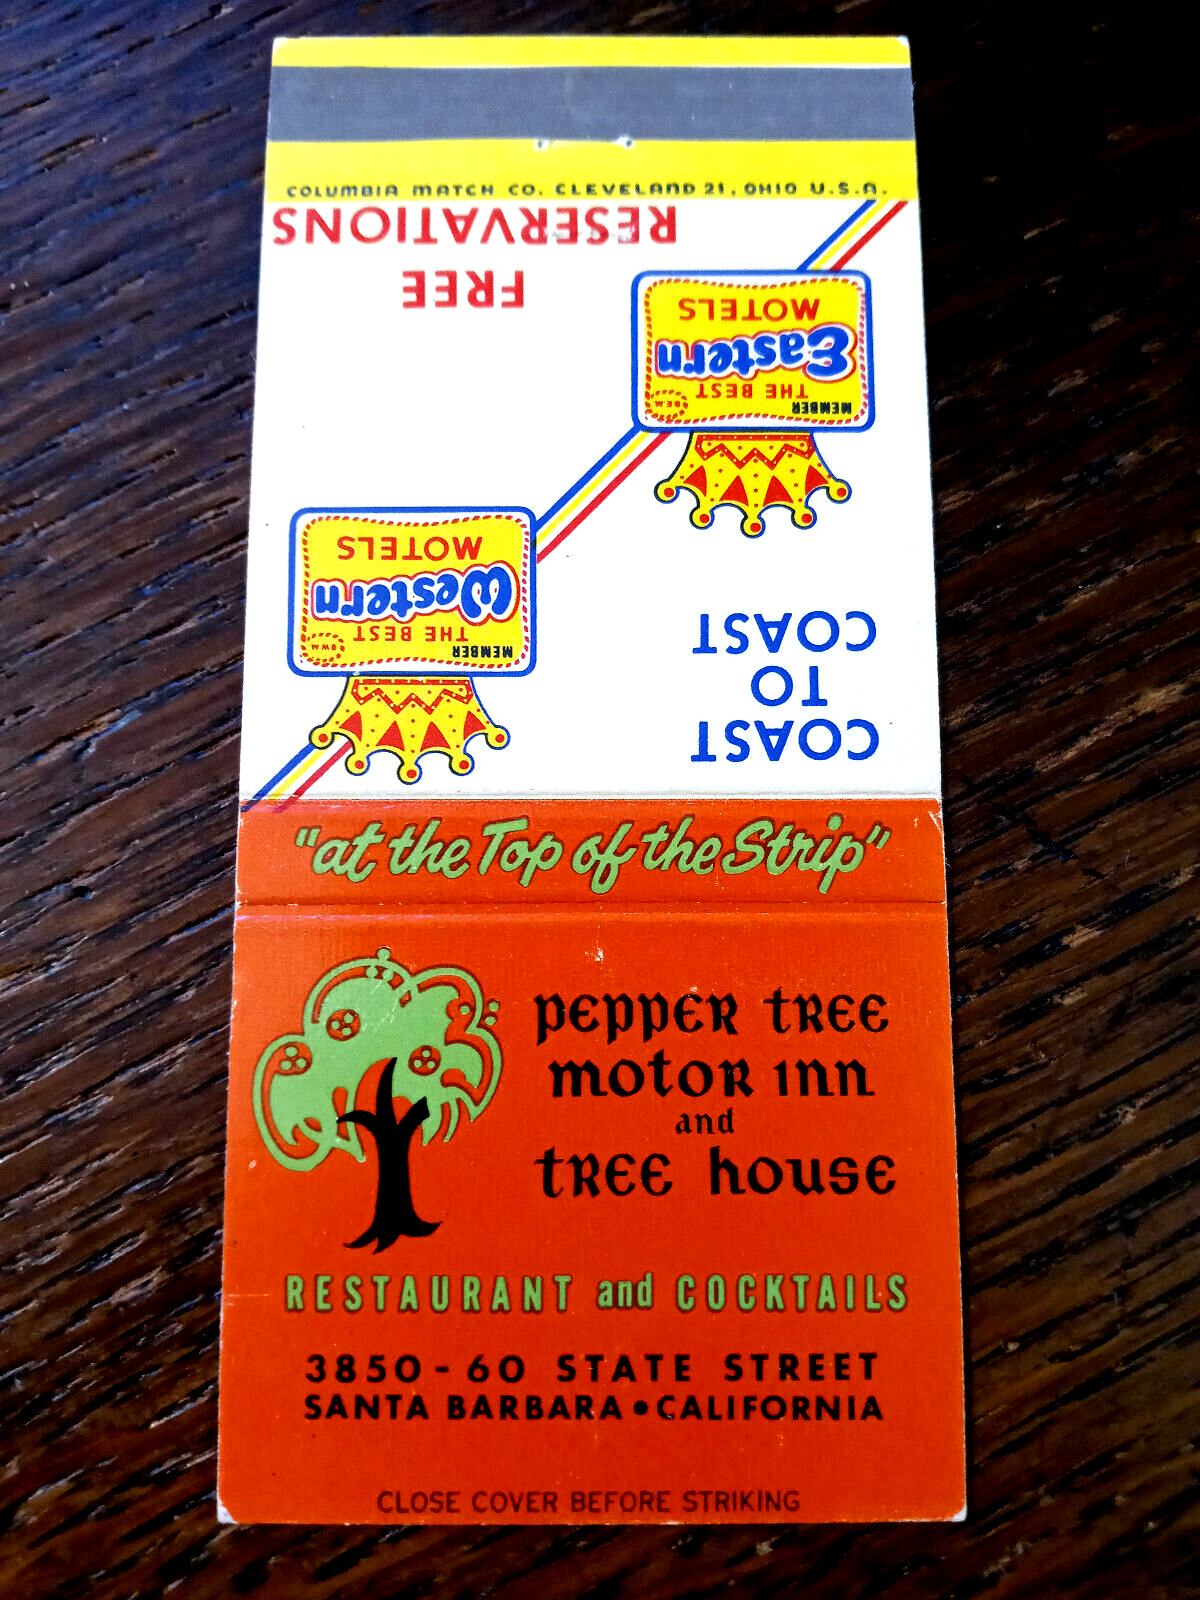 COLUMBIA MATCH CO. CLEVELAND 21, OHIO U.S.A.
COAST
TO
COAST
MEMBER
THE BEST
B.W.M.
Western
MOTELS
MEMBER
THE BEST
B.E.M.
Eastern
MOTELS
FREE
RESERVATIONS
"at the Top of the Strip"
PEPPER TREE
MOTOR INN
and
TREE HOUSE
RESTAURANT and COCKTAILS
3850-60 STATE STREET
SANTA BARBARA • CALIFORNIA
CLOSE COVER BEFORE STRIKING